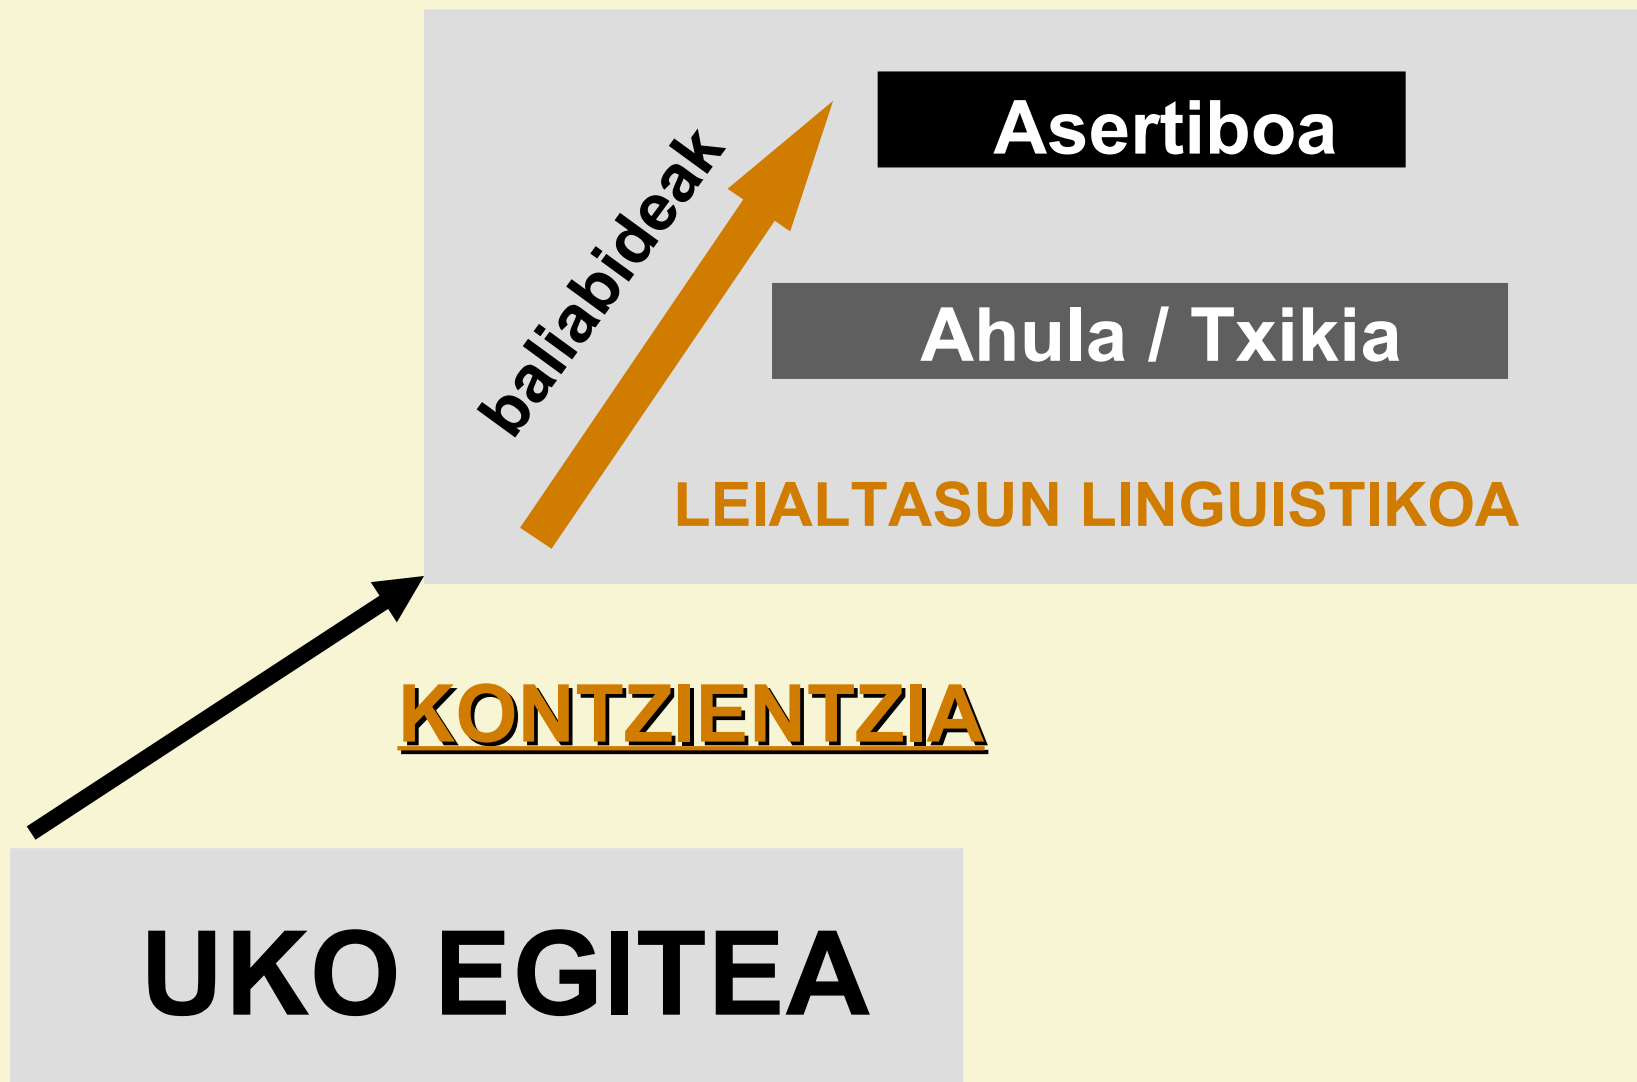 Asertiboa
baliabideak
Ahula / Txikia
LEIALTASUN LINGUISTIKOA
KONTZIENTZIA
UKO EGITEA